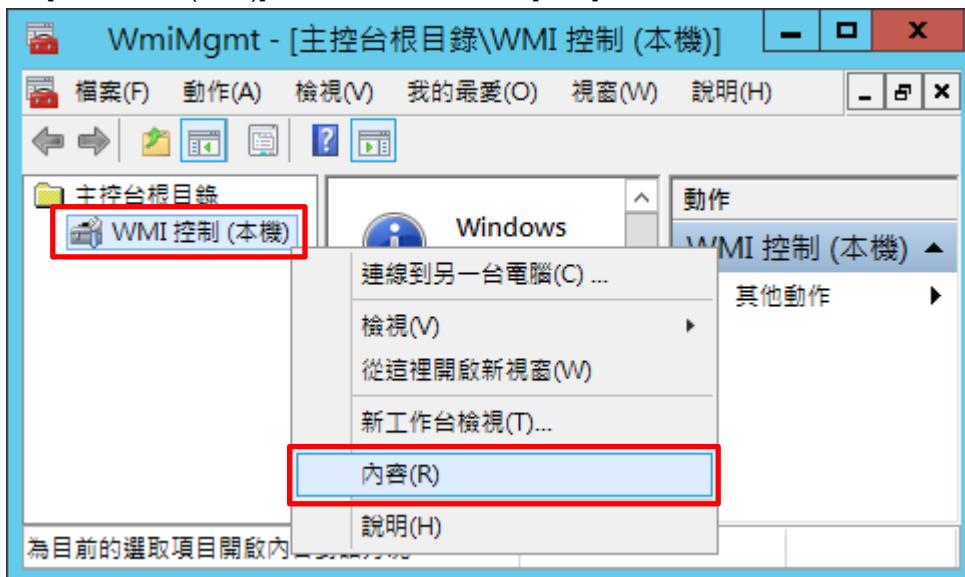 WmiMgmt - [主控台根目錄\WMI 控制 (本機)]
檔案(F) 動作(A) 檢視(V) 我的最愛(O) 視窗(W) 說明(H)
主控台根目錄
WMI 控制 (本機)
Windows
動作
WMI 控制 (本機)
其他動作
連線到另一台電腦(C) ...
檢視(V)
從這裡開啟新視窗(W)
新工作台檢視(T)...
內容(R)
說明(H)
為目前的選取項目開啟內